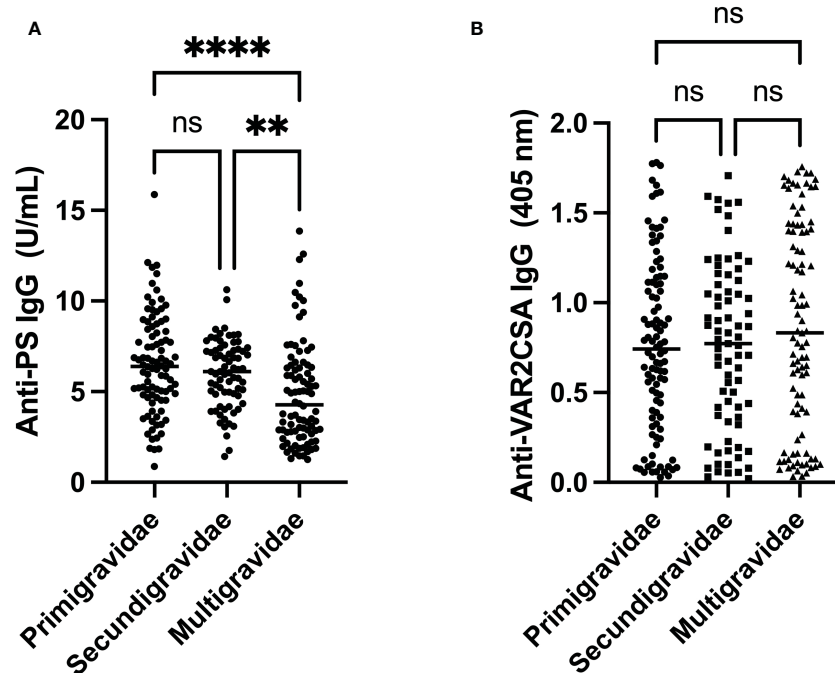 A
****
ns
**
Anti-PS IgG (U/mL)
20
15
10
5
0
Primigravidae
Secundigravidae
Multigravidae
B
ns
ns
ns
Anti-VAR2CSA IgG (405 nm)
2.0
1.5
1.0
0.5
0.0
Primigravidae
Secundigravidae
Multigravidae